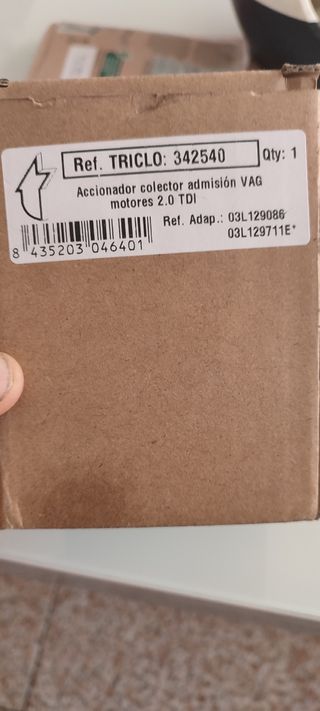 Ref. TRICLO: 342540
Qty: 1
Accionador colector admisión VAG
motores 2.0 TDI
Ref. Adap.: 03L129086
03L129711E*
8 435203 046401